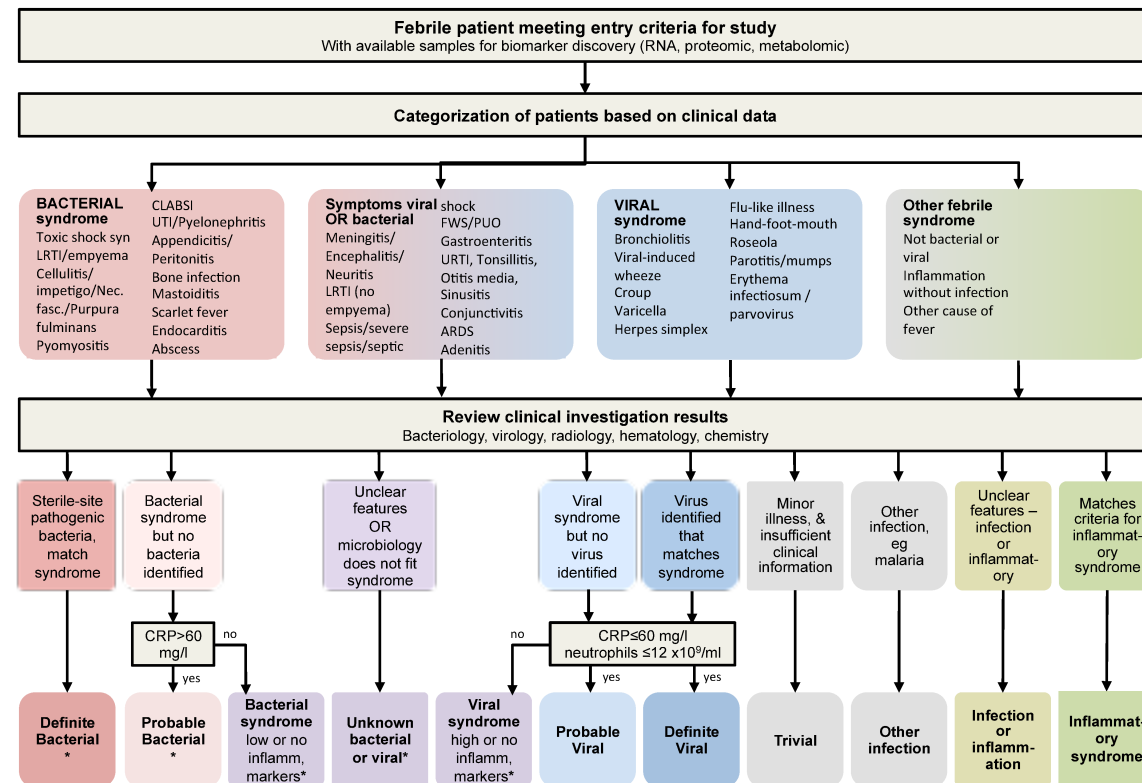 Febrile patient meeting entry criteria for study
With available samples for biomarker discovery (RNA, proteomic, metabolomic)
Categorization of patients based on clinical data
BACTERIAL
syndrome
Toxic shock syn
LRTI/empyema
Cellulitis/
impetigo/Nec.
fasc./Purpura
fulminans
Pyomyositis
CLABSI
UTI/Pyelonephritis
Appendicitis/
Peritonitis
Bone infection
Mastoiditis
Scarlet fever
Endocarditis
Abscess
Symptoms viral
OR bacterial
Meningitis/
Encephalitis/
Neuritis
LRTI (no
empyema)
Sepsis/severe
sepsis/septic
shock
FWS/PUO
Gastroenteritis
URTI, Tonsillitis,
Otitis media,
Sinusitis
Conjunctivitis
ARDS
Adenitis
VIRAL
syndrome
Bronchiolitis
Viral-induced
wheeze
Croup
Varicella
Herpes simplex
Flu-like illness
Hand-foot-mouth
Roseola
Parotitis/mumps
Erythema
infectiosum /
parvovirus
Other febrile
syndrome
Not bacterial or
viral
Inflammation
without infection
Other cause of
fever
Review clinical investigation results
Bacteriology, virology, radiology, hematology, chemistry
Sterile-site
pathogenic
bacteria,
match
syndrome
Bacterial
syndrome
but no
bacteria
identified
Unclear
features
OR
microbiology
does not fit
syndrome
Viral
syndrome
but no
virus
identified
Virus
identified
that
matches
syndrome
Minor
illness, &
insufficient
clinical
information
Other
infection,
eg
malaria
Unclear
features –
infection
or
inflammat-
ory
Matches
criteria for
inflammat-
ory
syndrome
CRP>60
mg/l
no
yes
no
CRP≤60 mg/l
neutrophils ≤12 x10⁹/ml
yes
yes
Definite
Bacterial
*
Probable
Bacterial
*
Bacterial
syndrome
low or no
inflamm,
markers*
Unknown
bacterial
or viral*
Viral
syndrome
high or no
inflamm,
markers*
Probable
Viral
Definite
Viral
Trivial
Other
infection
Infection
or
inflamm-
ation
Inflammat-
ory
syndrome